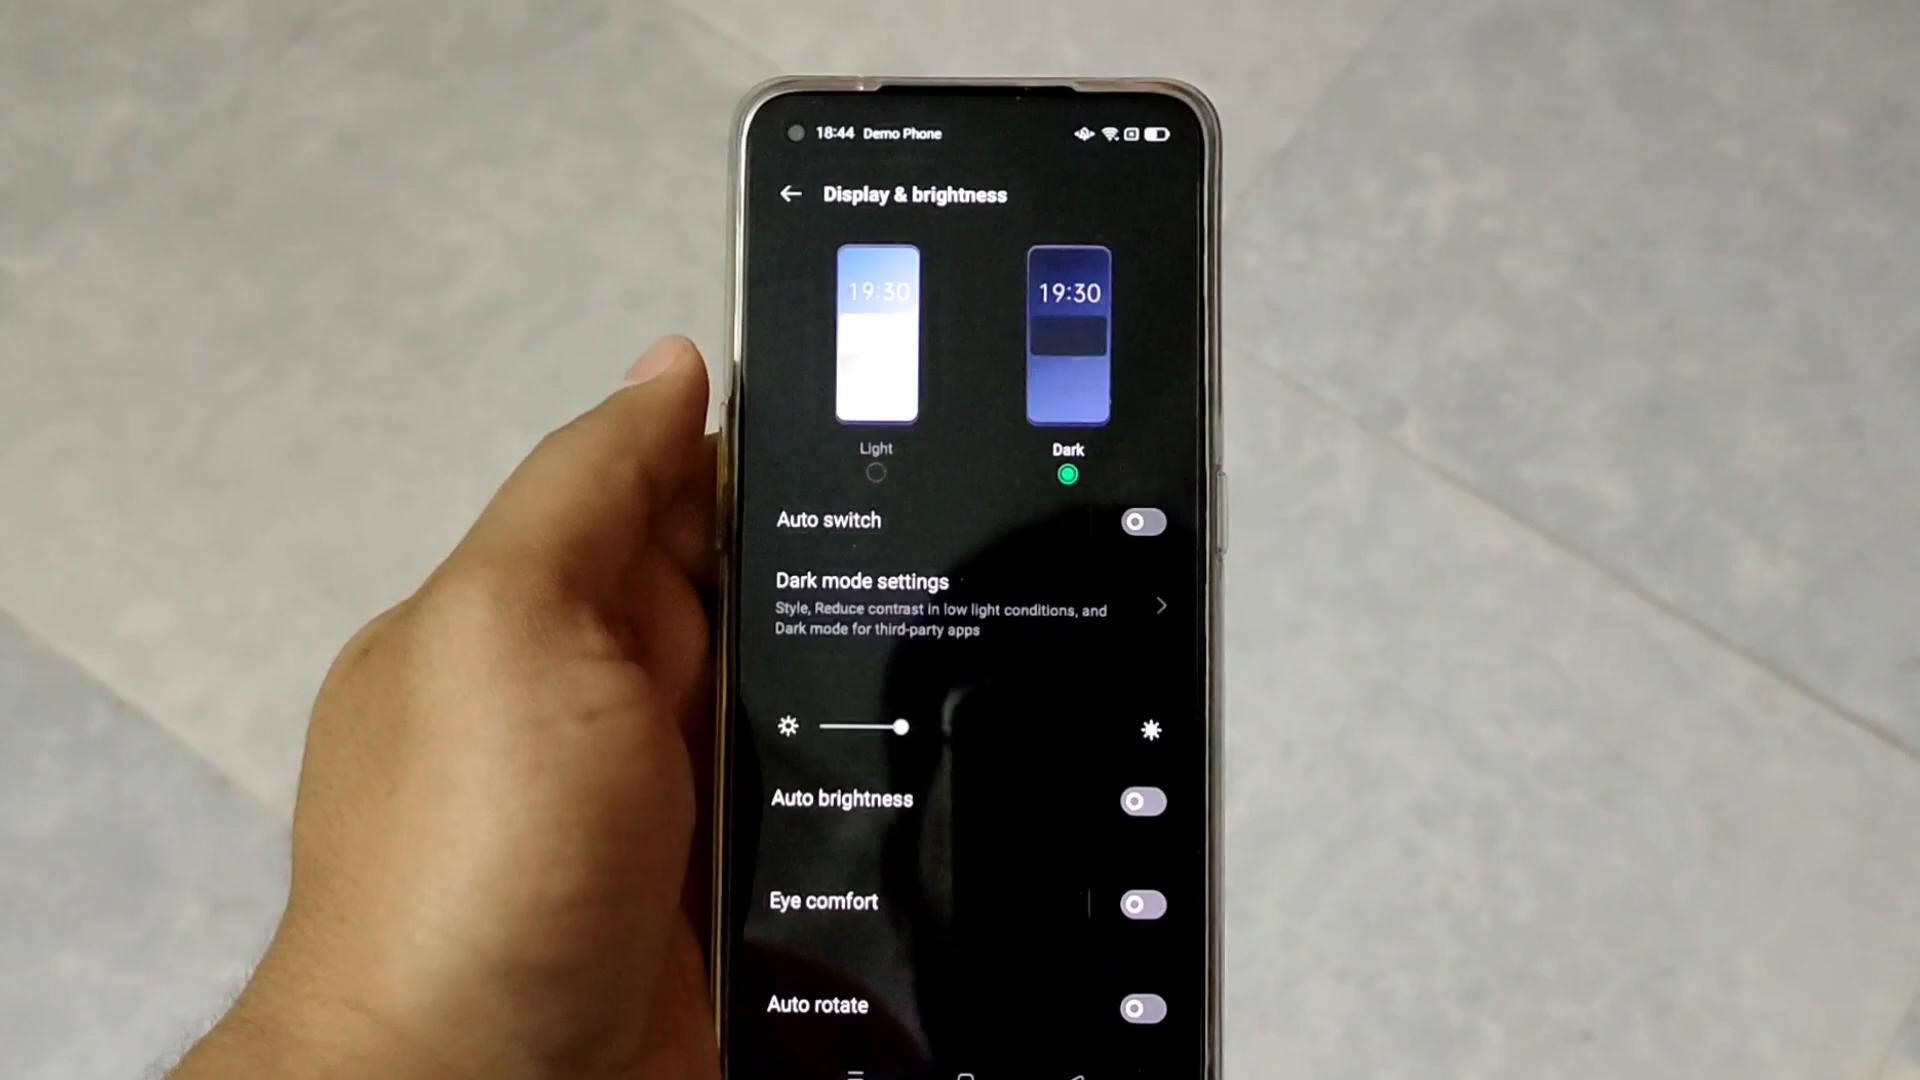 18:44 Demo Phone
Display & brightness
19:30
19:30
Light
Dark
Auto switch
Dark mode settings
Style, Reduce contrast in low light conditions, and
Dark mode for third-party apps
Auto brightness
Eye comfort
Auto rotate